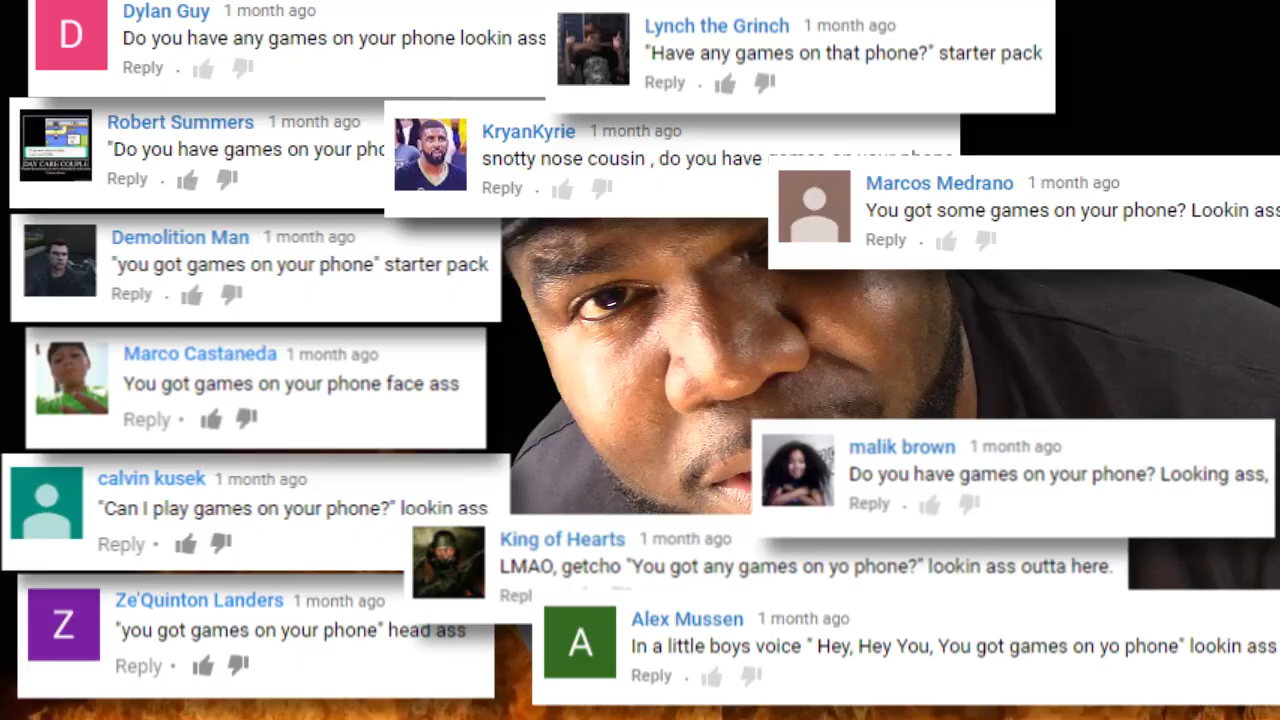 Dylan Guy 1 month ago
Do you have any games on your phone lookin ass
Reply
Lynch the Grinch 1 month ago
"Have any games on that phone?" starter pack
Reply
Robert Summers 1 month ago
"Do you have games on your pho
Reply
DAY CARE COUPLE
KryanKyrie 1 month ago
snotty nose cousin , do you have games on your phone
Reply
Marcos Medrano 1 month ago
You got some games on your phone? Lookin ass
Reply
Demolition Man 1 month ago
"you got games on your phone" starter pack
Reply
Marco Castaneda 1 month ago
You got games on your phone face ass
Reply
malik brown 1 month ago
Do you have games on your phone? Looking ass,
Reply
calvin kusek 1 month ago
"Can I play games on your phone?" lookin ass
Reply
King of Hearts 1 month ago
LMAO, getcho "You got any games on yo phone?" lookin ass outta here.
Repl
Z
Ze'Quinton Landers 1 month ago
"you got games on your phone" head ass
Reply
A
Alex Mussen 1 month ago
In a little boys voice " Hey, Hey You, You got games on yo phone" lookin ass
Reply
D